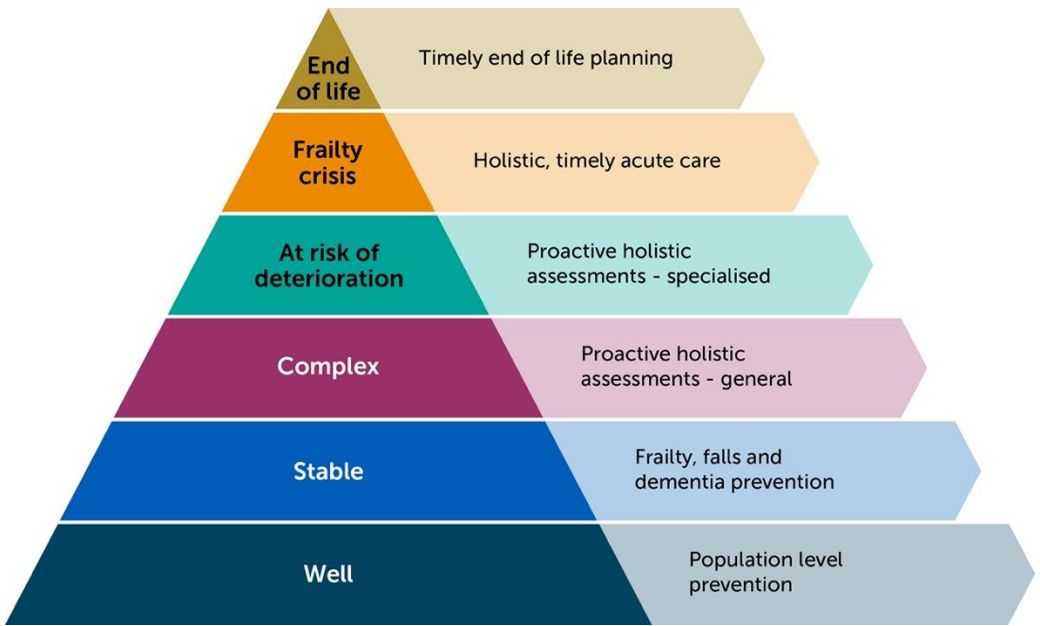 End
of life
Timely end of life planning
Frailty
crisis
Holistic, timely acute care
At risk of
deterioration
Proactive holistic
assessments - specialised
Complex
Proactive holistic
assessments - general
Stable
Frailty, falls and
dementia prevention
Well
Population level
prevention